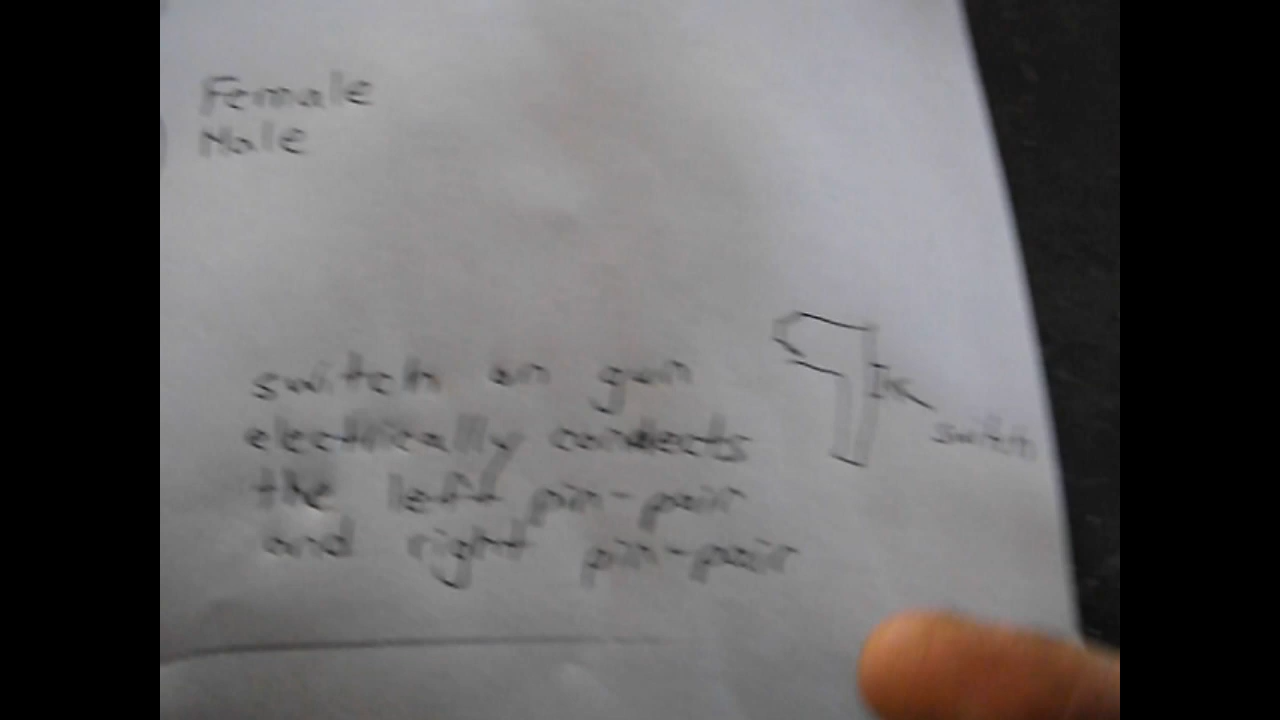 Female
Male
switch on gun
electrically connects
the left pin-pair
and right pin-pair
switch